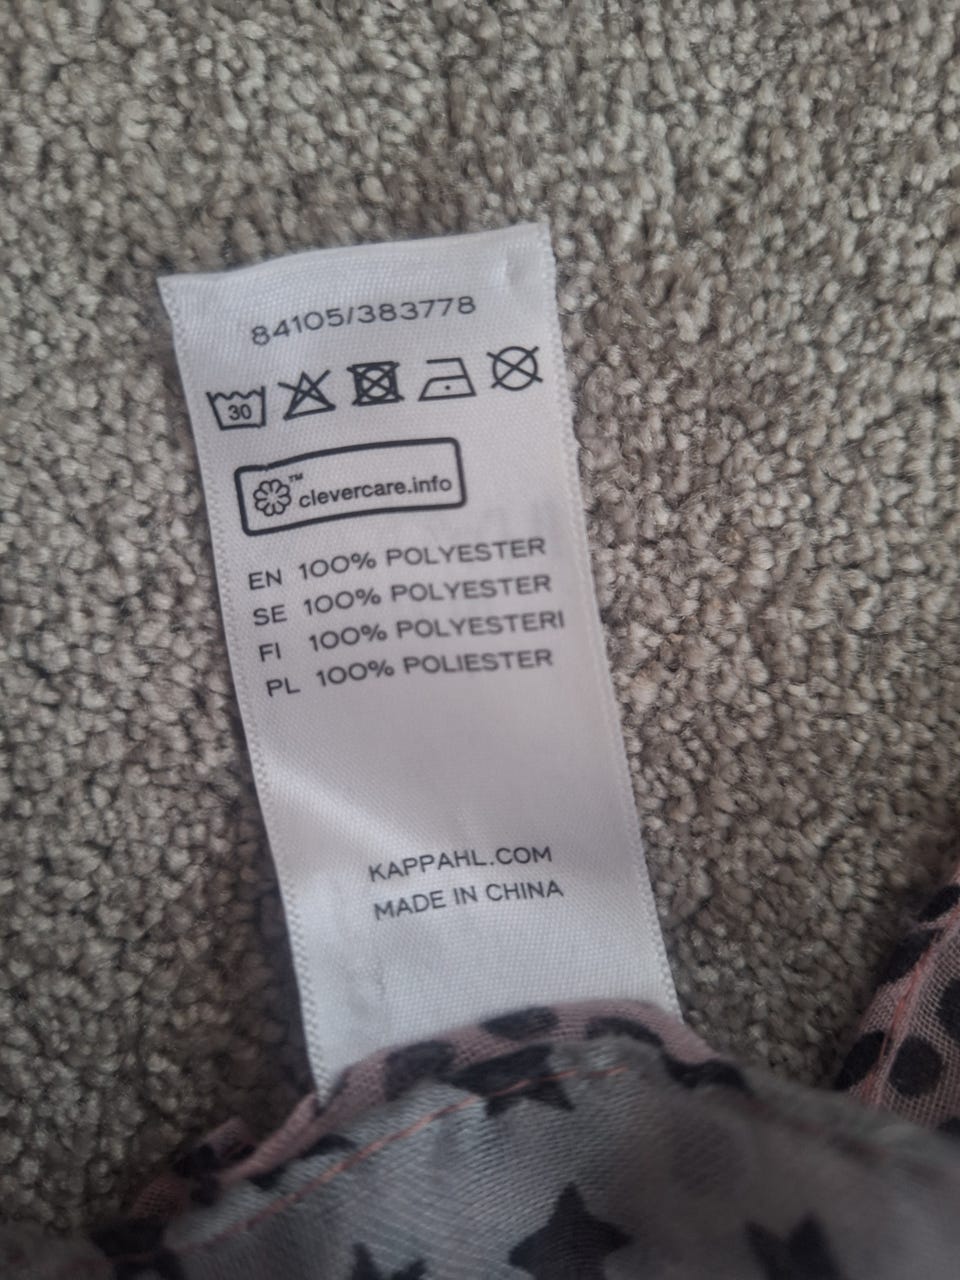 84105/383778
30
™ clevercare.info
EN 100% POLYESTER
SE 100% POLYESTER
FI 100% POLYESTERI
PL 100% POLIESTER
KAPPAHL.COM
MADE IN CHINA